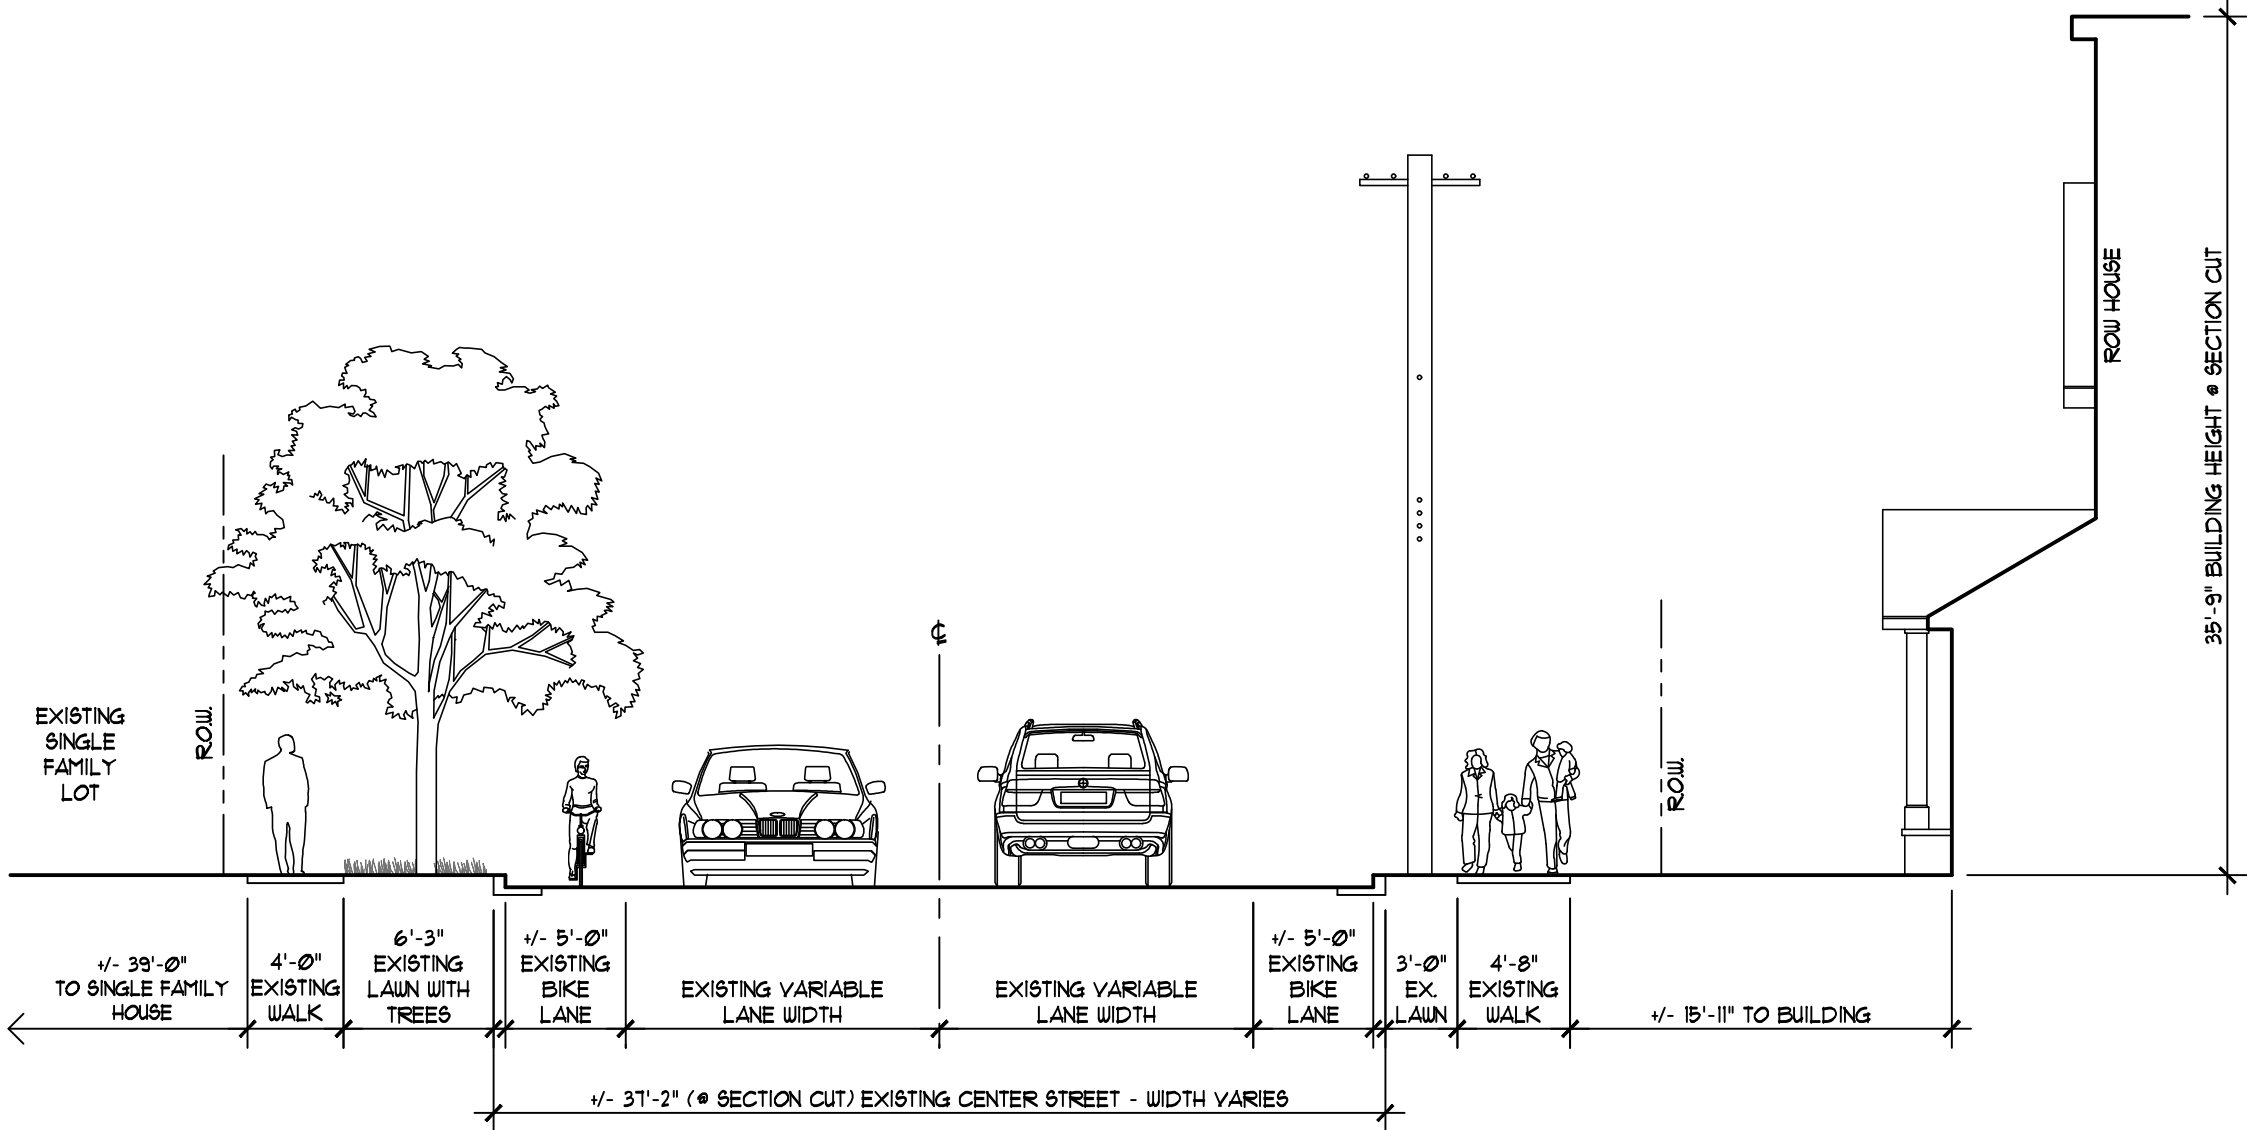 ROW HOUSE
35'-9" BUILDING HEIGHT @ SECTION CUT
℄
EXISTING
SINGLE
FAMILY
LOT
R.O.W.
R.O.W.
+/- 39'-0"
TO SINGLE FAMILY
HOUSE
4'-0"
EXISTING
WALK
6'-3"
EXISTING
LAWN WITH
TREES
+/- 5'-0"
EXISTING
BIKE
LANE
EXISTING VARIABLE
LANE WIDTH
EXISTING VARIABLE
LANE WIDTH
+/- 5'-0"
EXISTING
BIKE
LANE
3'-0"
EX.
LAWN
4'-8"
EXISTING
WALK
+/- 15'-11" TO BUILDING
+/- 37'-2" (@ SECTION CUT) EXISTING CENTER STREET - WIDTH VARIES